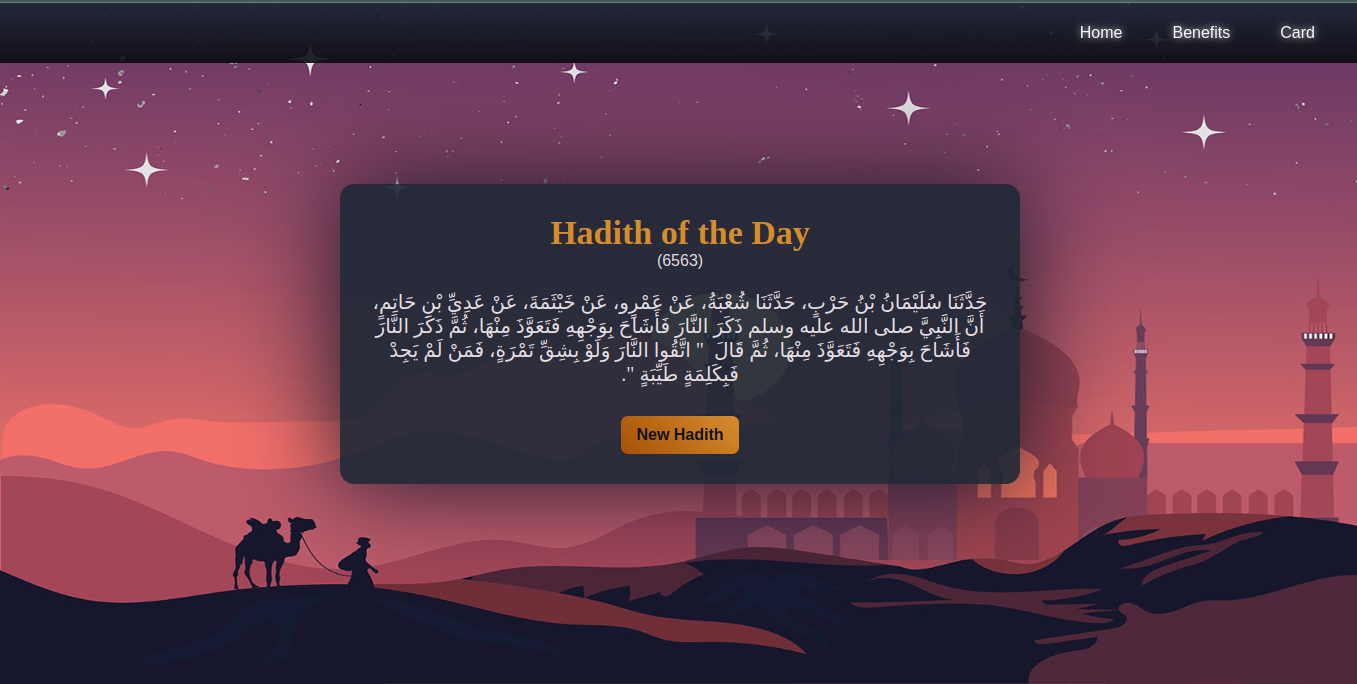 Home Benefits Card
Hadith of the Day
(6563)
حَدَّثَنَا سُلَيْمَانُ بْنُ حَرْبٍ، حَدَّثَنَا شُعْبَةُ، عَنْ عَمْرٍو، عَنْ خَيْثَمَةَ، عَنْ عَدِيِّ بْنِ حَاتِمٍ،
أَنَّ النَّبِيَّ صلى الله عليه وسلم ذَكَرَ النَّارَ فَأَشَاحَ بِوَجْهِهِ فَتَعَوَّذَ مِنْهَا، ثُمَّ ذَكَرَ النَّارَ
فَأَشَاحَ بِوَجْهِهِ فَتَعَوَّذَ مِنْهَا، ثُمَّ قَالَ ‏ "‏ اتَّقُوا النَّارَ وَلَوْ بِشِقِّ تَمْرَةٍ، فَمَنْ لَمْ يَجِدْ
فَبِكَلِمَةٍ طَيِّبَةٍ ‏"‏‏.‏
New Hadith